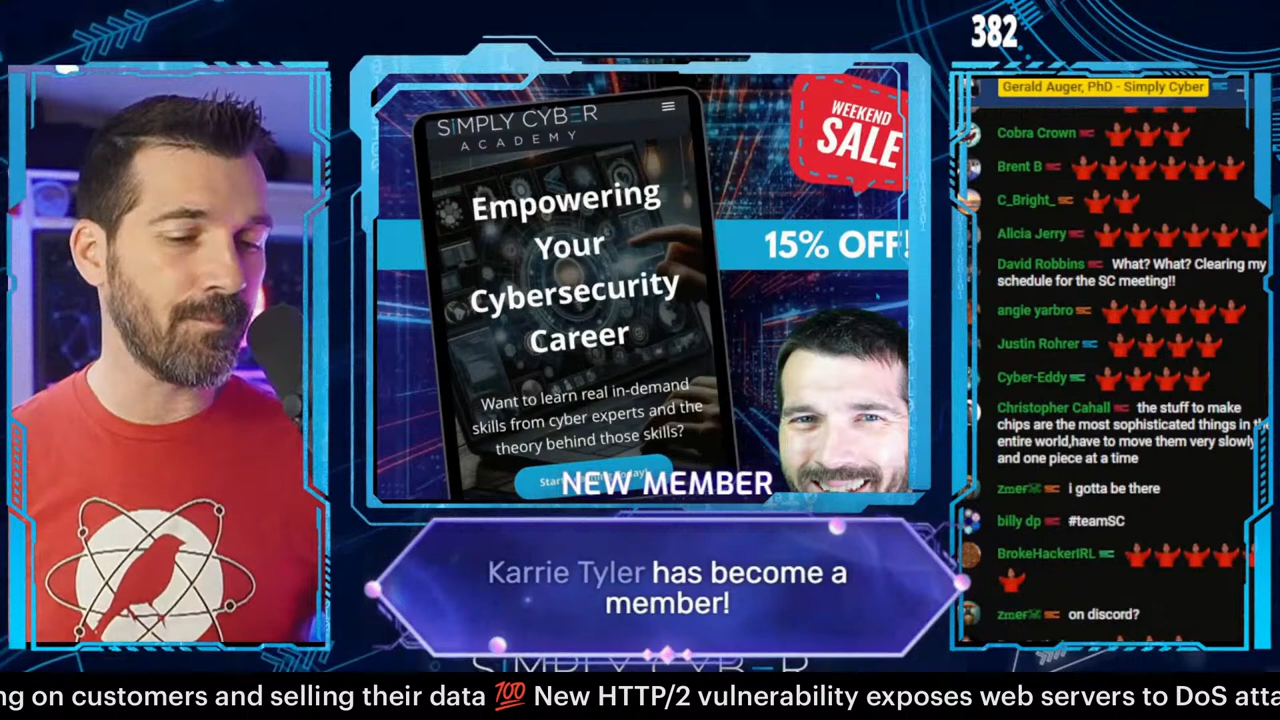 382
SiMPLY CYBER
ACADEMY
Empowering
Your
Cybersecurity
Career
Want to learn real in-demand
skills from cyber experts and the
theory behind those skills?
WEEKEND
SALE
15% OFF!
NEW MEMBER
Karrie Tyler has become a
member!
Gerald Auger, PhD - Simply Cyber
Cobra Crown
Brent B
C_Bright_
Alicia Jerry
David Robbins What? What? Clearing my
schedule for the SC meeting!!
angie yarbro
Justin Rohrer
Cyber-Eddy
Christopher Cahall the stuff to make
chips are the most sophisticated things in the
entire world,have to move them very slowly
and one piece at a time
zmer i gotta be there
billy dp #teamSC
BrokeHackerIRL
zmer on discord?
SiMPLY CYBER
ng on customers and selling their data 💯 New HTTP/2 vulnerability exposes web servers to DoS atta